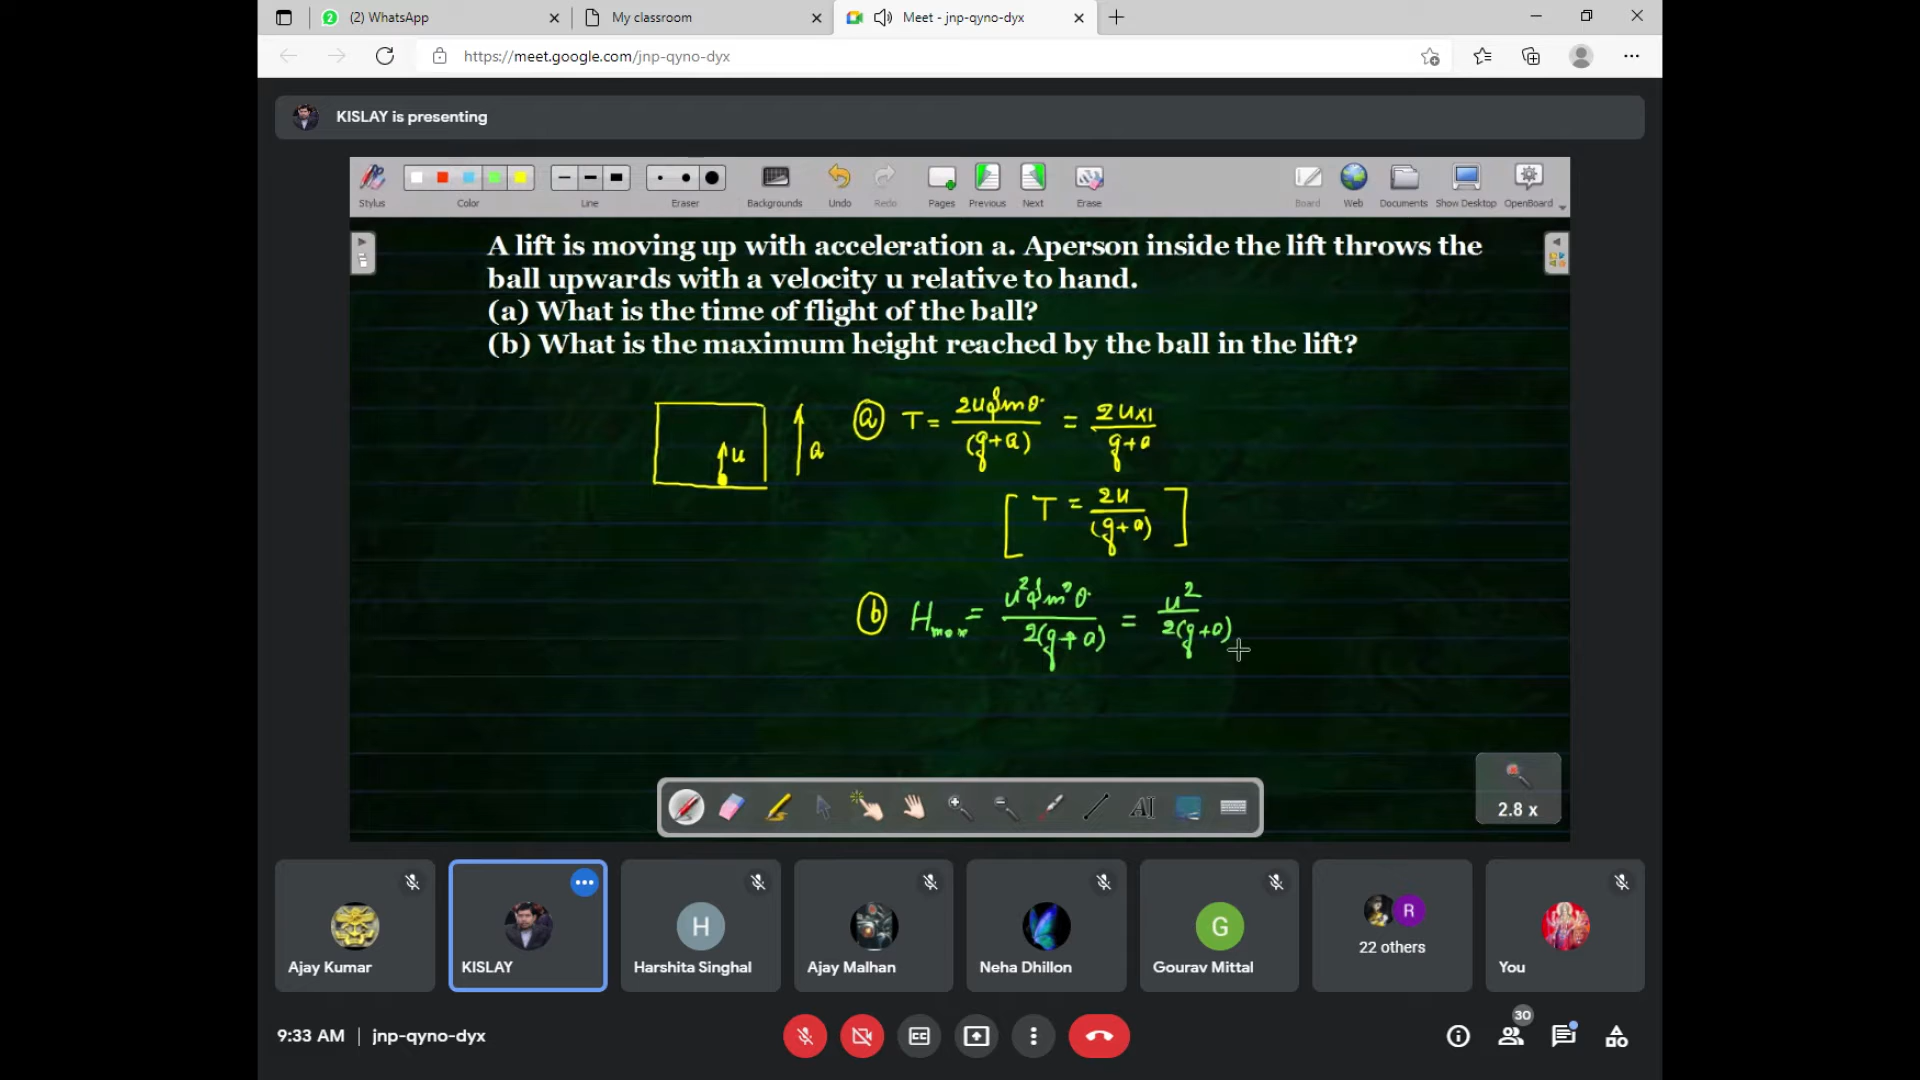 (2) WhatsApp
My classroom
Meet - jnp-qyno-dyx
https://meet.google.com/jnp-qyno-dyx
KISLAY is presenting
Stylus Color Line Eraser Backgrounds Undo Redo Pages Previous Next Erase Board Web Documents Show Desktop OpenBoard
A lift is moving up with acceleration a. Aperson inside the lift throws the
ball upwards with a velocity u relative to hand.
(a) What is the time of flight of the ball?
(b) What is the maximum height reached by the ball in the lift?
u a
(a) T = 2u sin θ / (g+a) = 2u×1 / g+a
[ T = 2u / (g+a) ]
(b) Hmax = u² sin² θ / 2(g+a) = u² / 2(g+a)
AI
2.8 x
H G R
22 others
Ajay Kumar KISLAY Harshita Singhal Ajay Malhan Neha Dhillon Gourav Mittal You
30
9:33 AM | jnp-qyno-dyx
CC